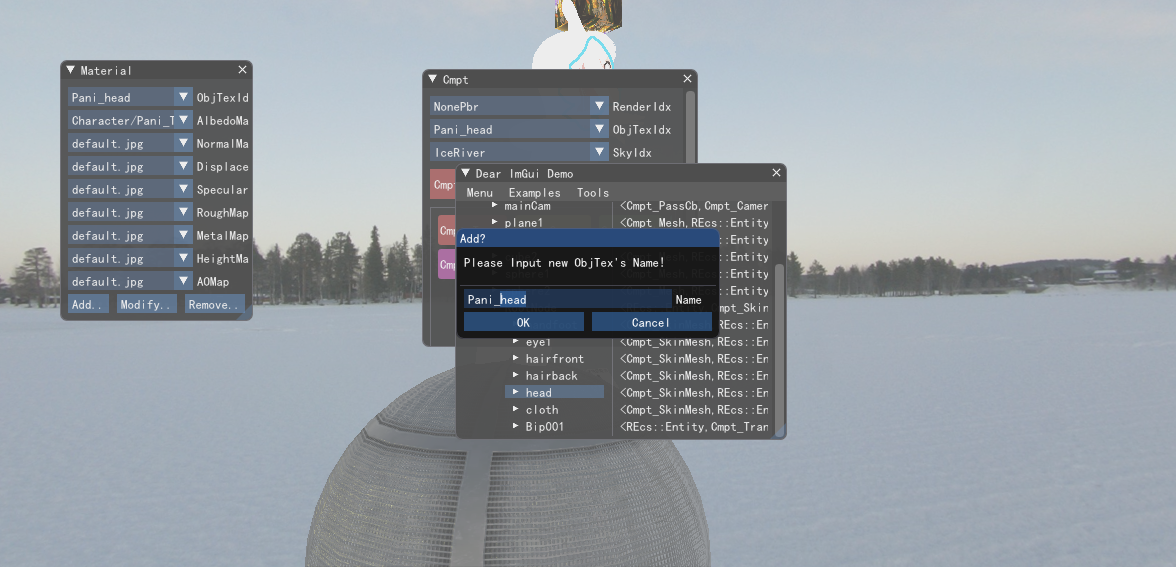 Material
Pani_head ObjTexId
Character/Pani_T AlbedoMa
default.jpg NormalMa
default.jpg Displace
default.jpg Specular
default.jpg RoughMap
default.jpg MetalMap
default.jpg HeightMa
default.jpg AOMap
Add.. Modify.. Remove..
Cmpt
NonePbr RenderIdx
Pani_head ObjTexIdx
IceRiver SkyIdx
Cmpt
Cmp
Cmp
Dear ImGui Demo
Menu Examples Tools
mainCam <Cmpt_PassCb,Cmpt_Camer
plane1 <Cmpt_Mesh,REcs::Entity
::Entity
::Entity
::Entity
::Entity
pt_Skin
Add?
Please Input new ObjTex's Name!
Pani_head Name
OK Cancel
,REcs::En
eye1 <Cmpt_SkinMesh,REcs::En
hairfront <Cmpt_SkinMesh,REcs::En
hairback <Cmpt_SkinMesh,REcs::En
head <Cmpt_SkinMesh,REcs::En
cloth <Cmpt_SkinMesh,REcs::En
Bip001 <REcs::Entity,Cmpt_Tran